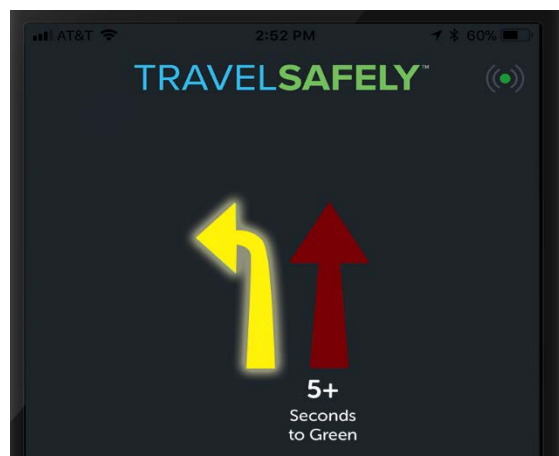 AT&T 2:52 PM 60%
TRAVELSAFELY™
5+
Seconds
to Green